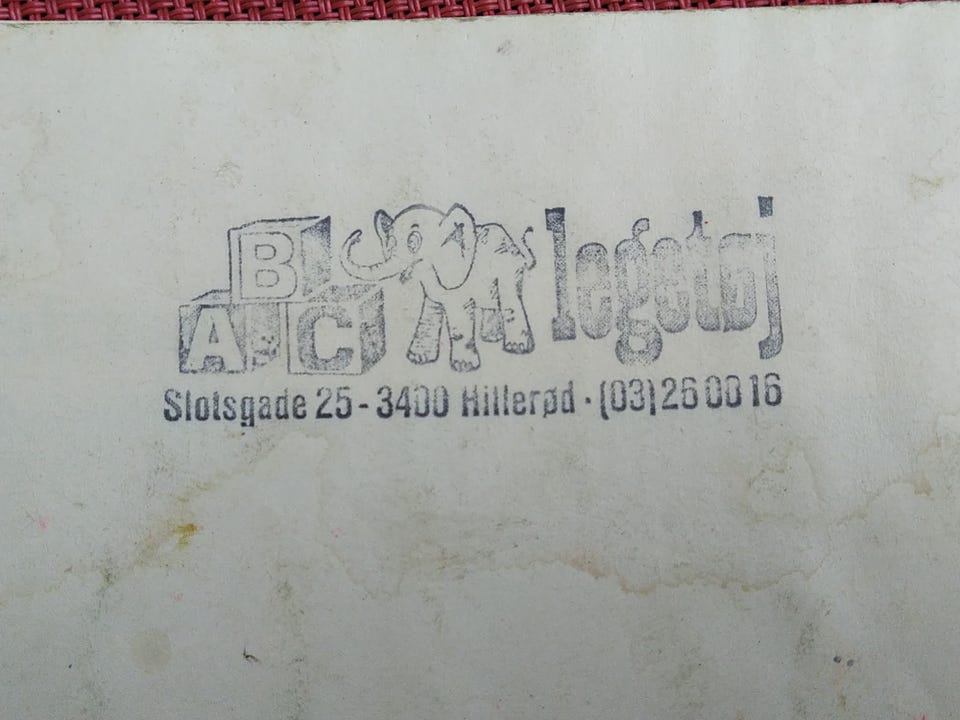 ABC legetøj
Slotsgade 25 - 3400 Hillerød · (03) 26 00 16